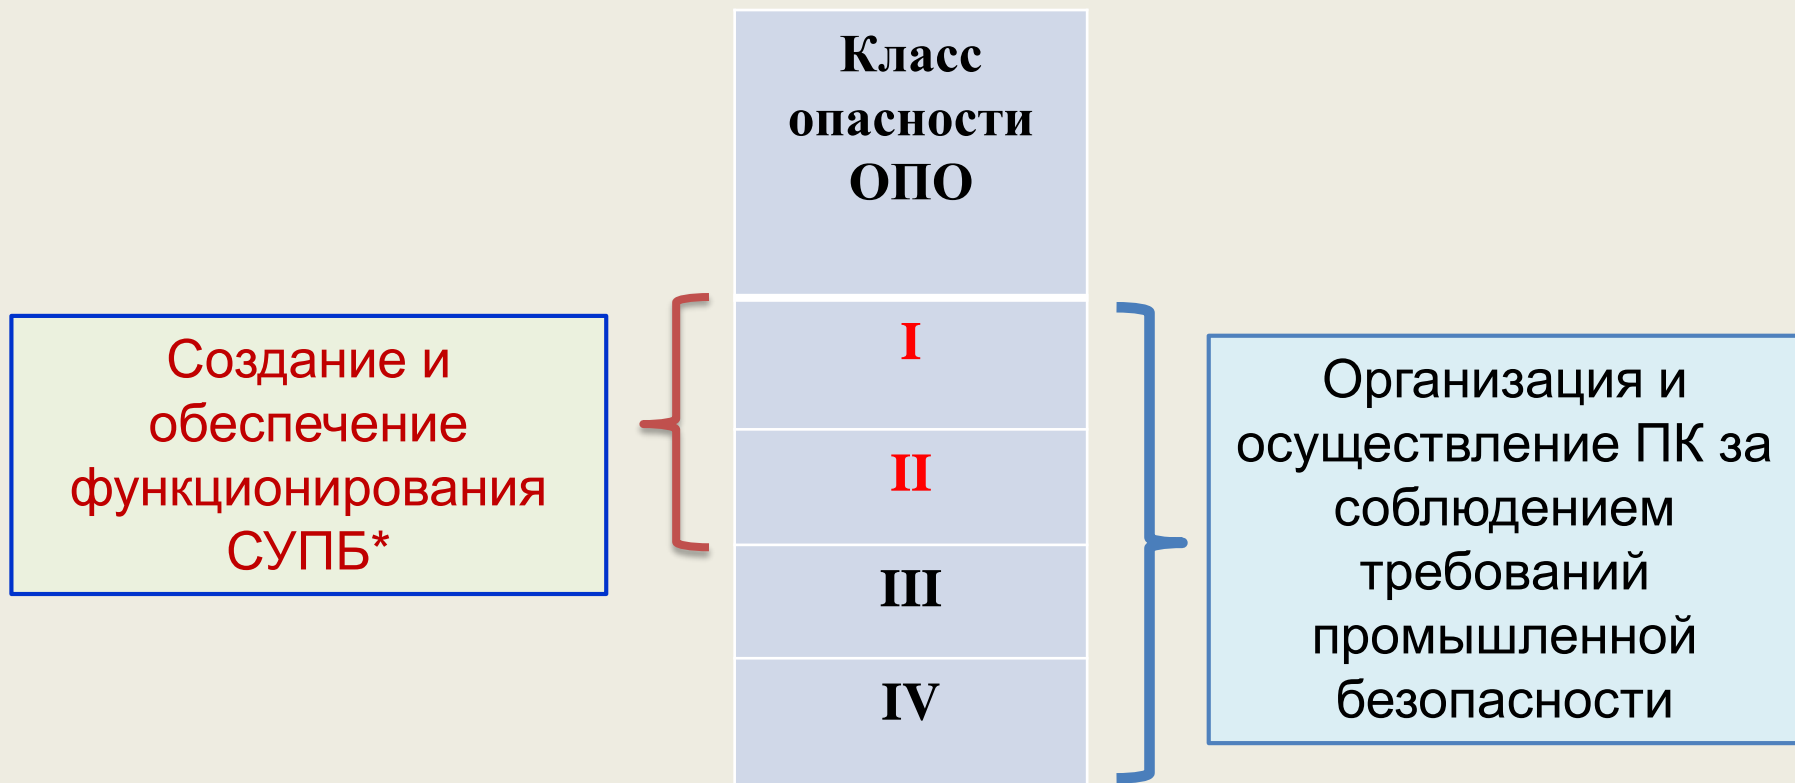 Класс
опасности
ОПО
I
II
III
IV
Создание и
обеспечение
функционирования
СУПБ*
Организация и
осуществление ПК за
соблюдением
требований
промышленной
безопасности